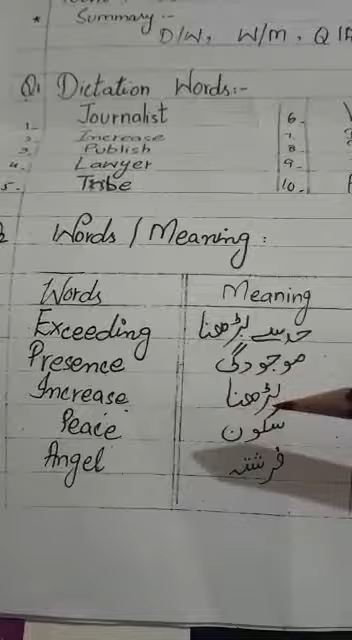 * Summary :-
D/W, W/M, Q
Q1 Dictation Words:-
1. Journalist 6.
2. Increase 7.
3. Publish 8
4. Lawyer 9
5. Tribe 10.
Words / Meaning :
Words Meaning
Exceeding حد سے بڑھنا
Presence موجودگی
Increase بڑھنا
Peace سکون
Angel فرشتہ